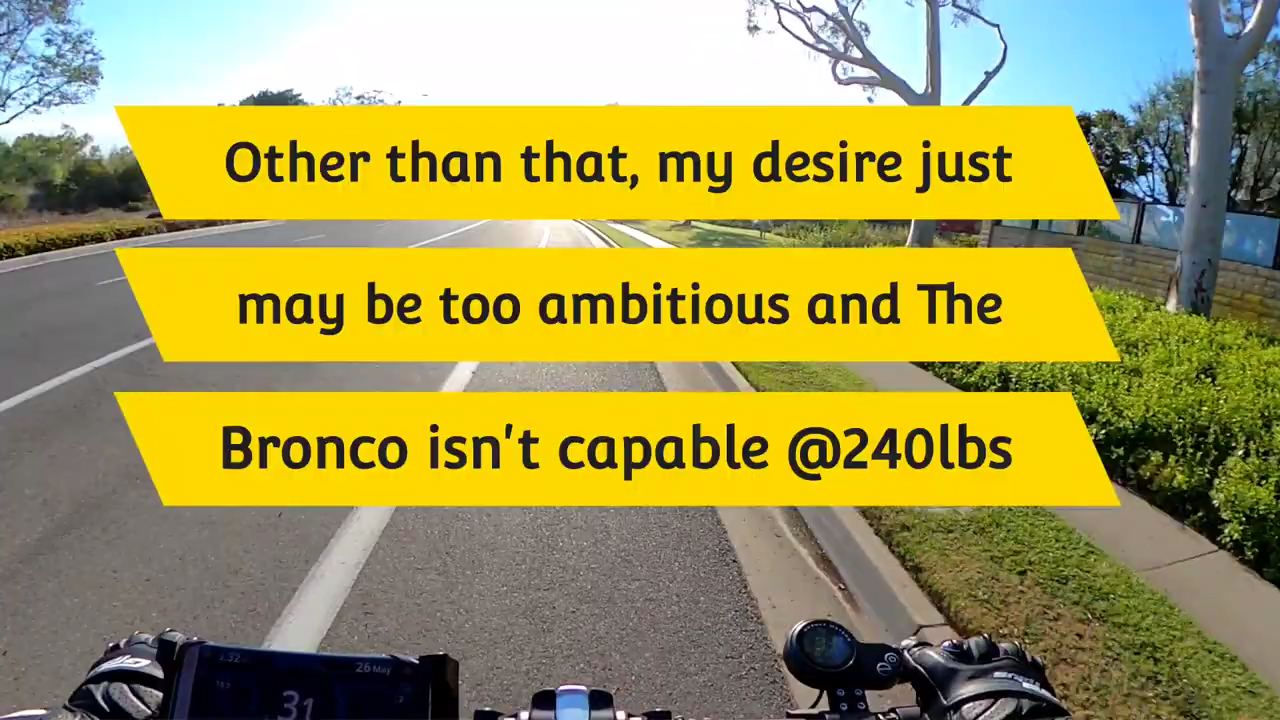 Other than that, my desire just
may be too ambitious and The
Bronco isn't capable @240lbs
26 May
31